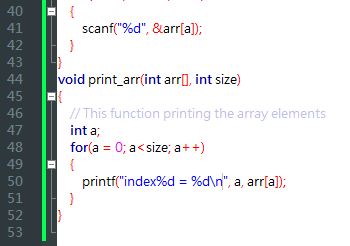 40 {
41 scanf("%d", &arr[a]);
42 }
43 }
44 void print_arr(int arr[], int size)
45 {
46 // This function printing the array elements
47 int a;
48 for(a = 0; a<size; a++)
49 {
50 printf("index%d = %d\n", a, arr[a]);
51 }
52 }
53